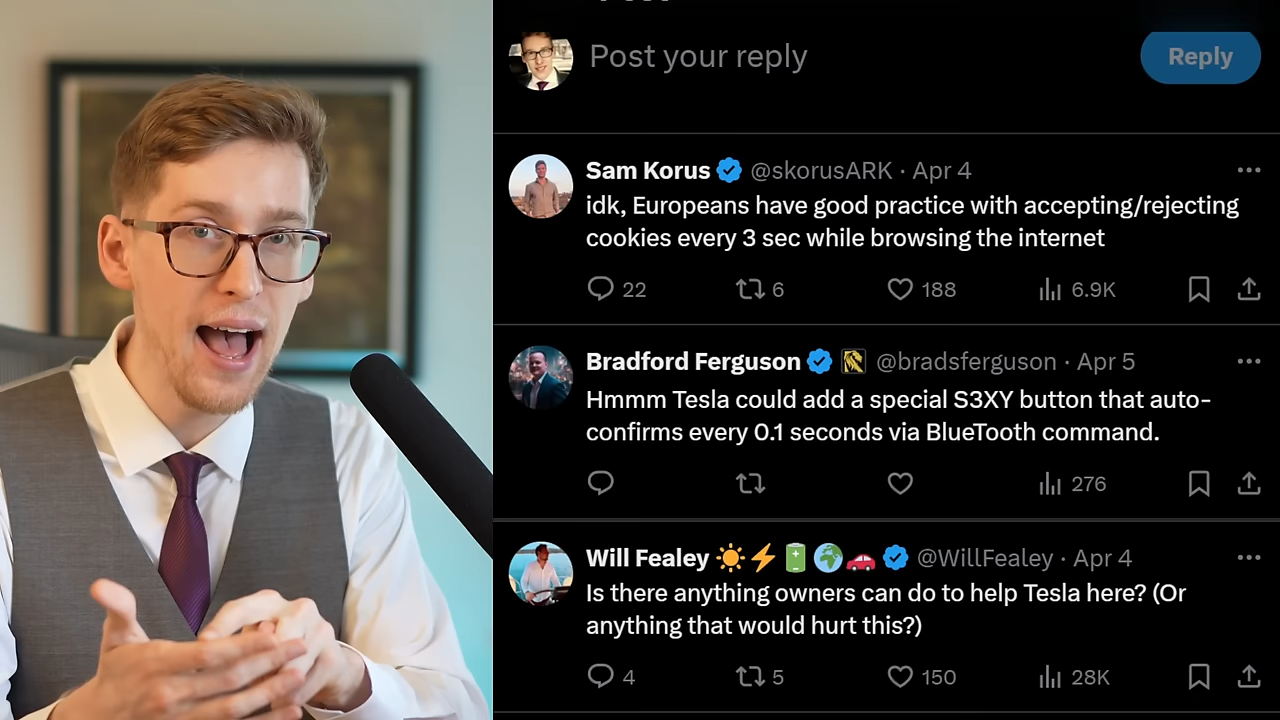 Post your reply
Reply
Sam Korus @skorusARK · Apr 4
idk, Europeans have good practice with accepting/rejecting
cookies every 3 sec while browsing the internet
22 6 188 6.9K
Bradford Ferguson @bradsferguson · Apr 5
Hmmm Tesla could add a special S3XY button that auto-
confirms every 0.1 seconds via BlueTooth command.
276
Will Fealey ☀️⚡🔋🌍🚗 @WillFealey · Apr 4
Is there anything owners can do to help Tesla here? (Or
anything that would hurt this?)
4 5 150 28K